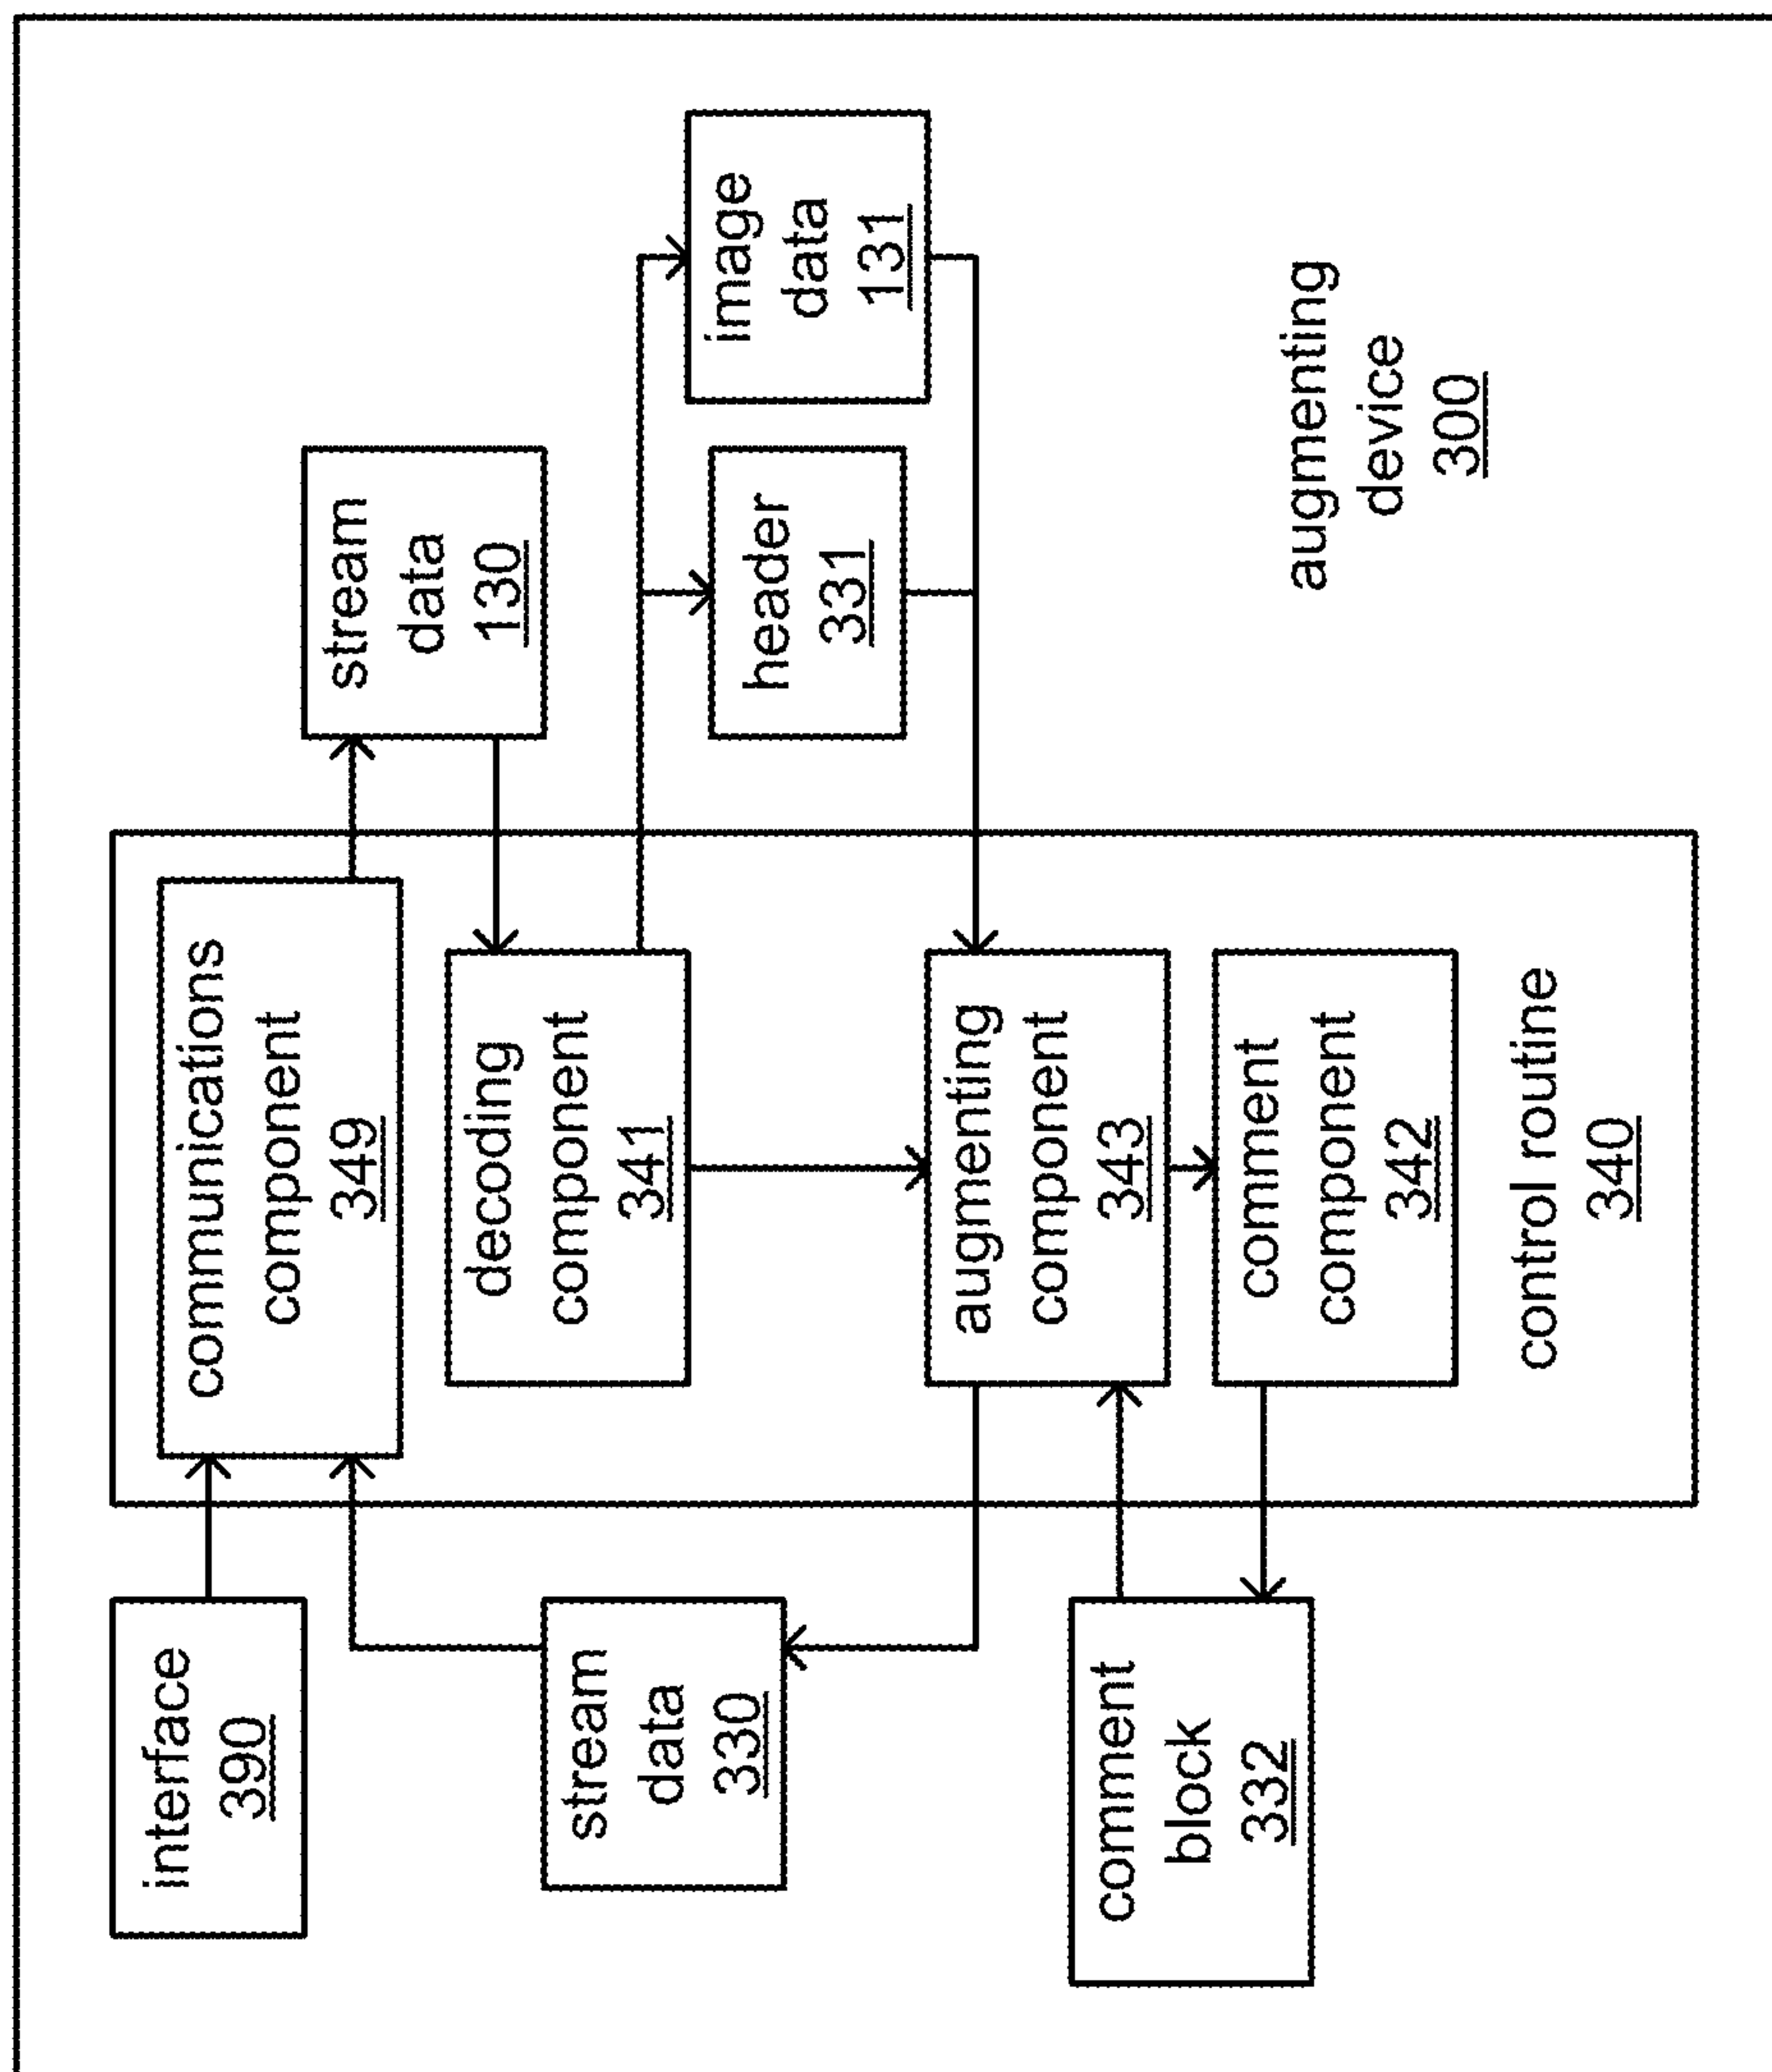 interface
390
communications
component
349
stream
data
130
stream
data
330
decoding
component
341
header
331
image
data
131
comment
block
332
augmenting
component
343
comment
component
342
control routine
340
augmenting
device
300